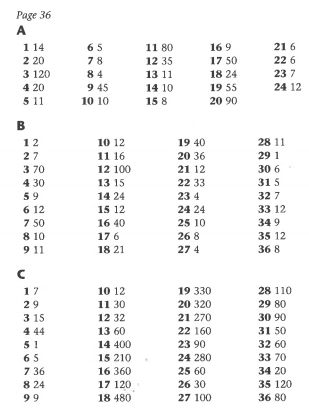 Page 36
A
1 14 6 5 11 80 16 9 21 6
2 20 7 8 12 35 17 50 22 6
3 120 8 4 13 11 18 24 23 7
4 20 9 45 14 10 19 55 24 12
5 11 10 10 15 8 20 90
B
1 2 10 12 19 40 28 11
2 7 11 16 20 36 29 1
3 70 12 100 21 12 30 6
4 30 13 15 22 33 31 5
5 9 14 24 23 4 32 7
6 12 15 12 24 24 33 12
7 50 16 40 25 10 34 9
8 10 17 6 26 8 35 12
9 11 18 21 27 4 36 8
C
1 7 10 12 19 330 28 110
2 9 11 30 20 320 29 80
3 15 12 32 21 270 30 90
4 44 13 60 22 160 31 50
5 1 14 400 23 90 32 60
6 5 15 210 24 280 33 70
7 36 16 360 25 60 34 20
8 24 17 120 26 30 35 120
9 9 18 480 27 100 36 80